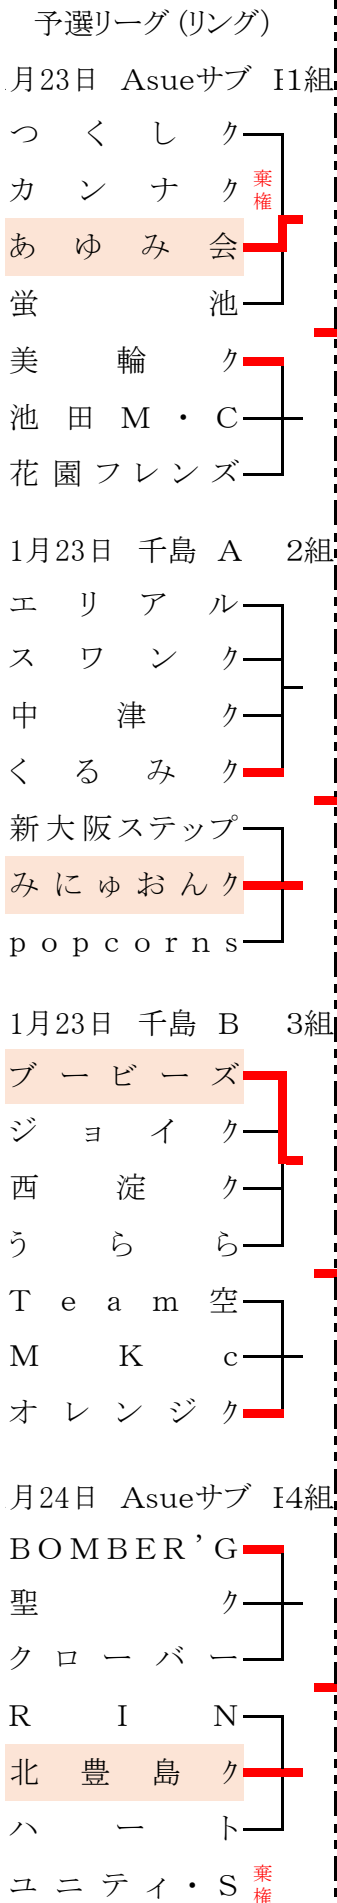 予選リーグ (リング)
月23日 Asueサブ 1組
つくしク
カンナク 棄権
あゆみ会
蛍池
美輪ク
池田M・C
花園フレンズ
1月23日 千島 A 2組
エリアル
スワンク
中津ク
くるみク
新大阪ステップ
みにゅおんク
popcorns
1月23日 千島 B 3組
ブービーズ
ジョイク
西淀ク
うらら
Team空
MKc
オレンジク
月24日 Asueサブ 4組
BOMBER'G
聖ク
クローバー
RIN
北豊島ク
ハート
ユニティ・S 棄権